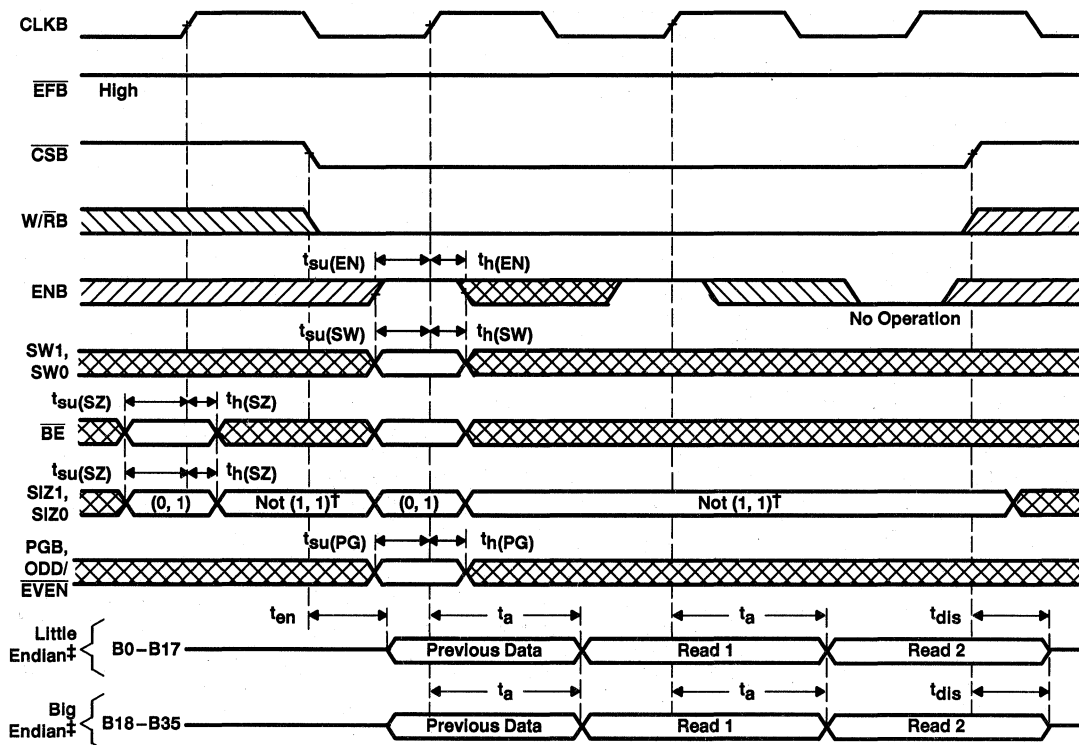 CLKB
EFB High
CSB
W/RB
tsu(EN) th(EN)
ENB
No Operation
tsu(SW) th(SW)
SW1,
SW0
tsu(SZ) th(SZ)
BE
tsu(SZ) th(SZ)
SIZ1,
SIZ0
(0, 1) Not (1, 1)† (0, 1) Not (1, 1)†
tsu(PG) th(PG)
PGB,
ODD/
EVEN
ten ta ta tdis
Little
Endian‡
B0–B17 Previous Data Read 1 Read 2
ta ta tdis
Big
Endian‡
B18–B35 Previous Data Read 1 Read 2